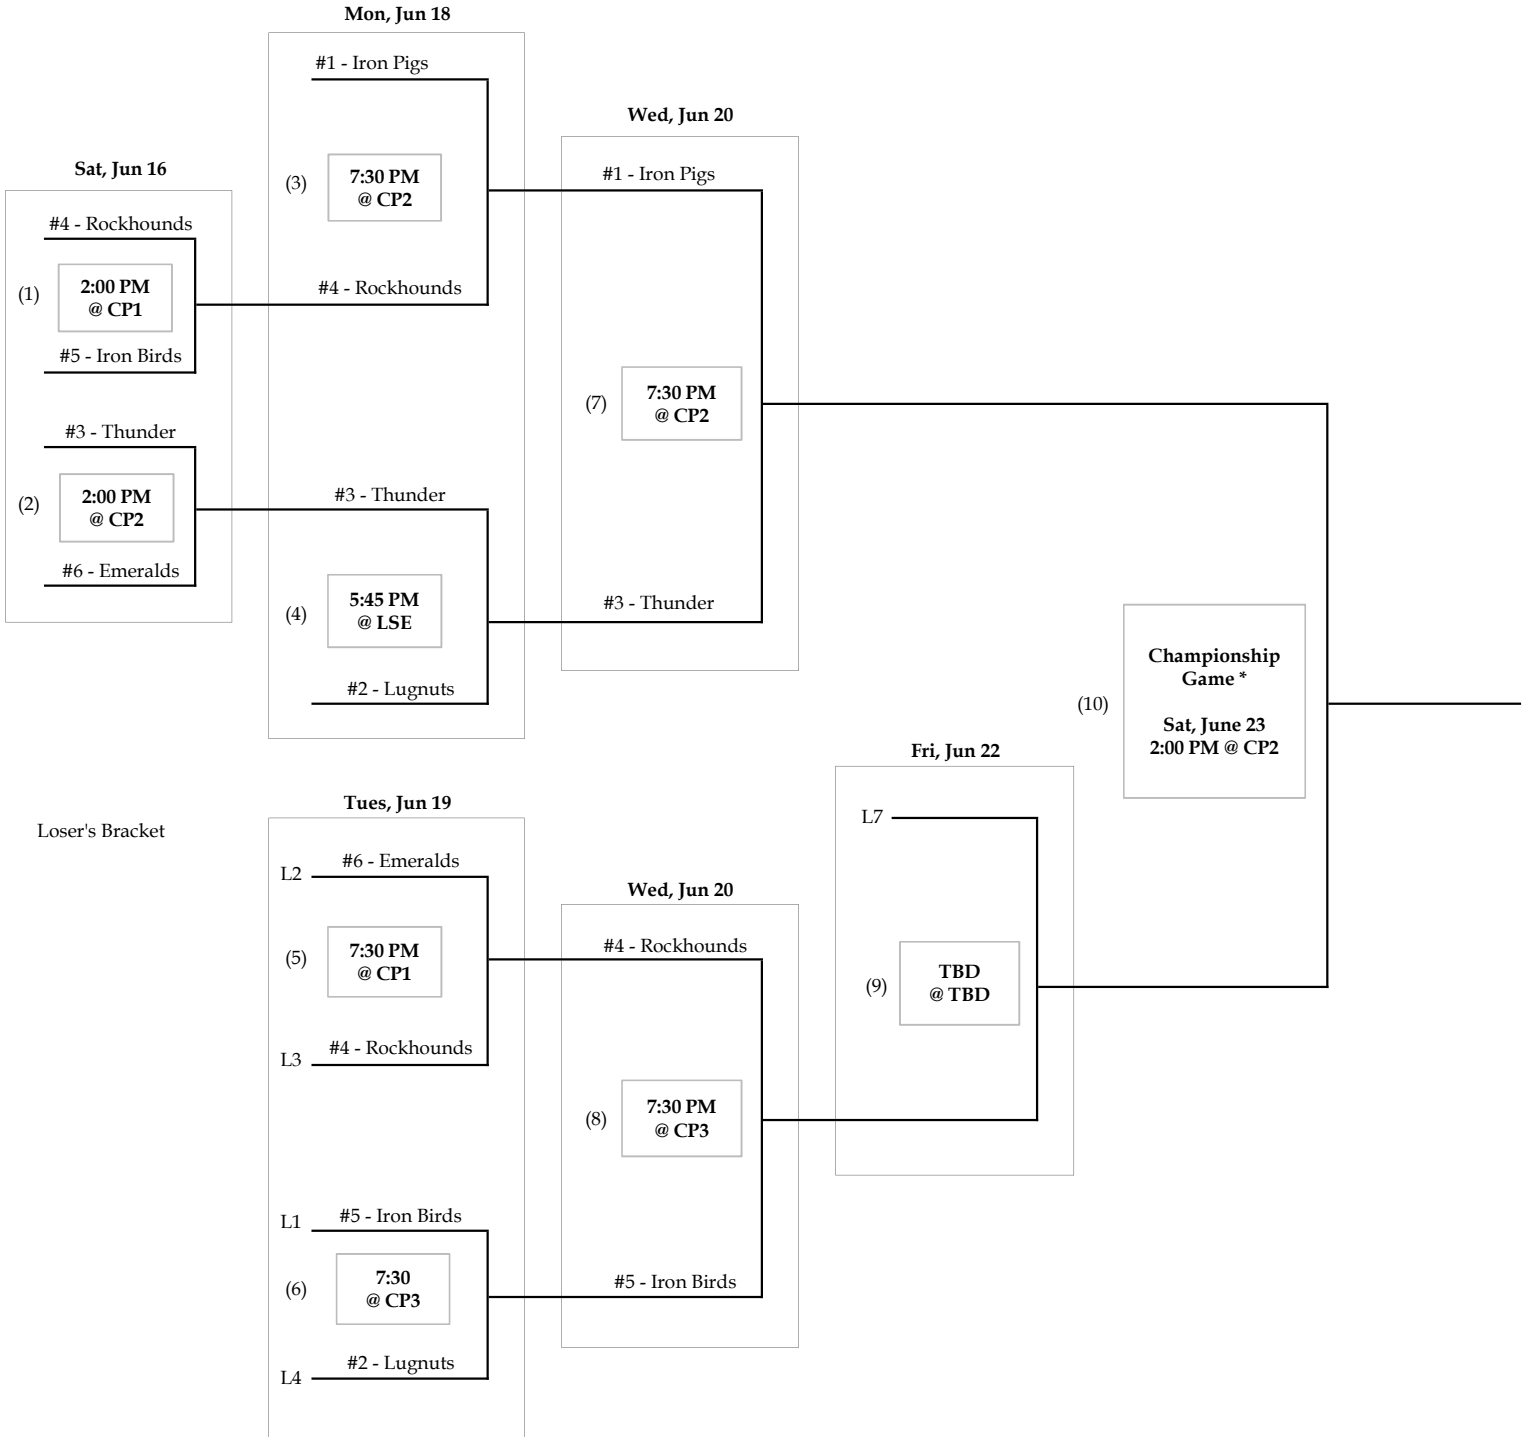 Mon, Jun 18
#1 - Iron Pigs
Wed, Jun 20
Sat, Jun 16
(3)
7:30 PM
@ CP2
#1 - Iron Pigs
#4 - Rockhounds
(1)
2:00 PM
@ CP1
#4 - Rockhounds
#5 - Iron Birds
(7)
7:30 PM
@ CP2
#3 - Thunder
(2)
2:00 PM
@ CP2
#3 - Thunder
#6 - Emeralds
(4)
5:45 PM
@ LSE
#3 - Thunder
#2 - Lugnuts
(10)
Championship
Game *
Sat, June 23
2:00 PM @ CP2
Fri, Jun 22
Tues, Jun 19
Loser's Bracket
L7
L2
#6 - Emeralds
Wed, Jun 20
(5)
7:30 PM
@ CP1
#4 - Rockhounds
(9)
TBD
@ TBD
L3
#4 - Rockhounds
(8)
7:30 PM
@ CP3
L1
#5 - Iron Birds
(6)
7:30
@ CP3
#5 - Iron Birds
L4
#2 - Lugnuts